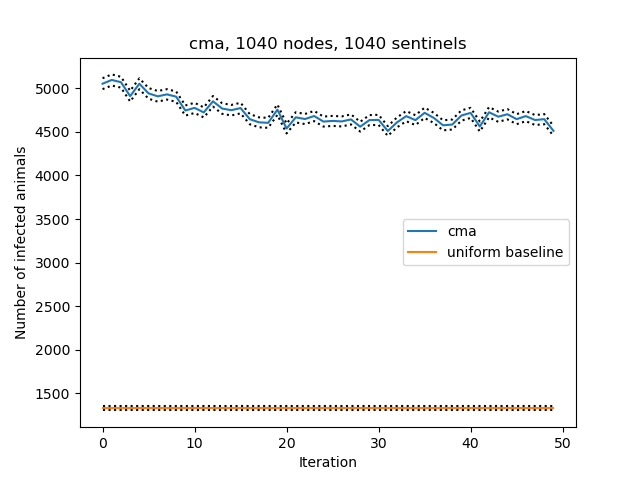 cma, 1040 nodes, 1040 sentinels
Number of infected animals
5000
4500
4000
3500
3000
2500
2000
1500
cma
uniform baseline
0
10
20
30
40
50
Iteration